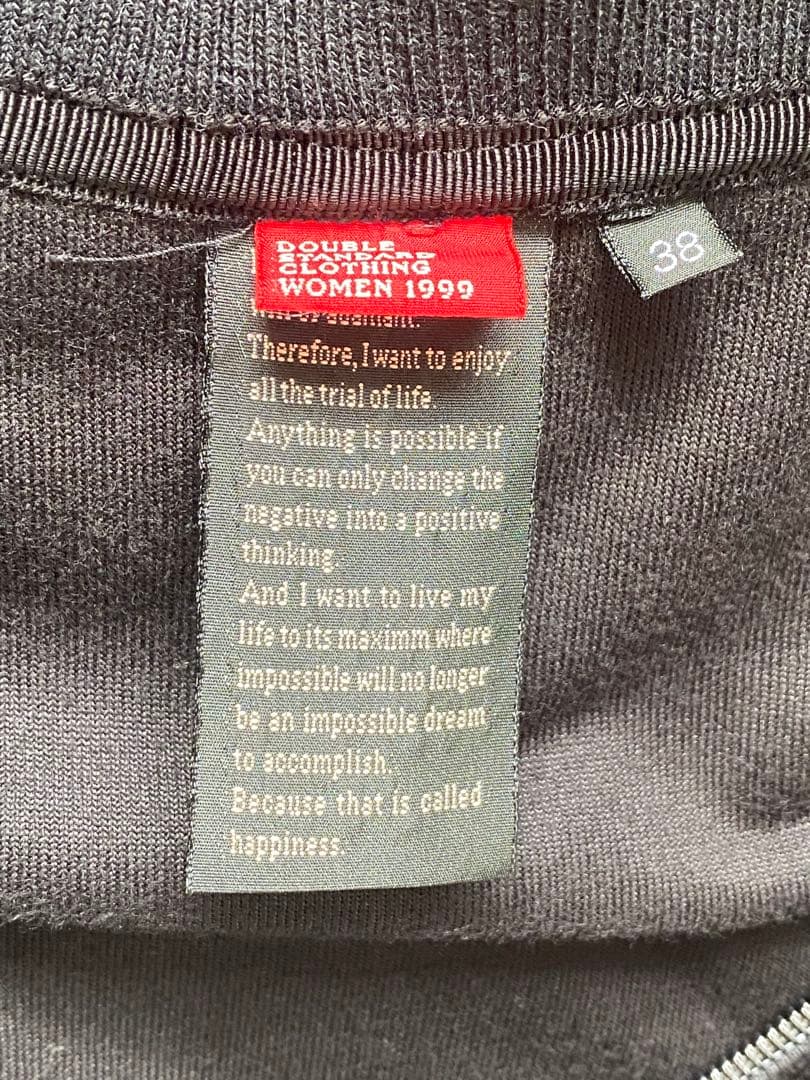 DOUBLE
STANDARD
CLOTHING
WOMEN 1999
38
Therefore, I want to enjoy
all the trial of life.
Anything is possible if
you can only change the
negative into a positive
thinking.
And I want to live my
life to its maximm where
impossible will no longer
be an impossible dream
to accomplish.
Because that is called
happiness.